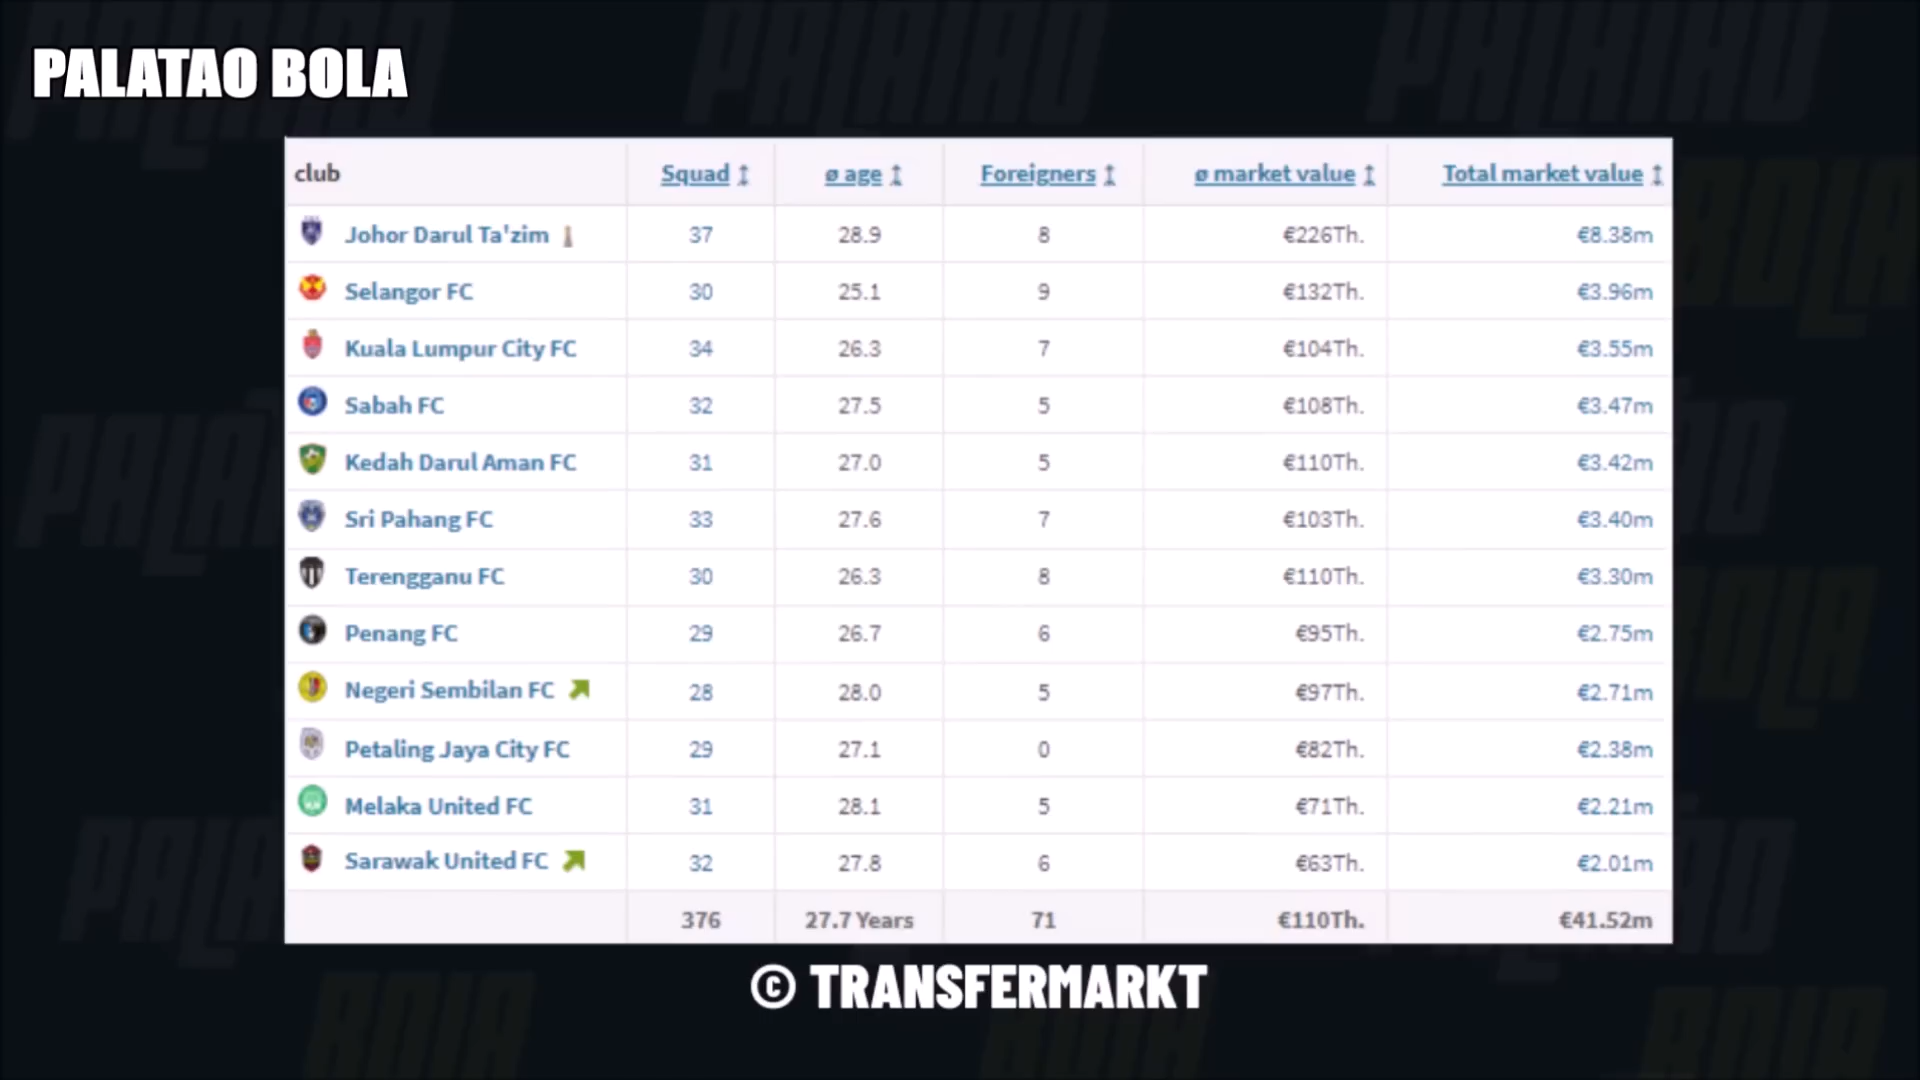 PALATAO BOLA
club Squad ø age Foreigners ø market value Total market value
Johor Darul Ta'zim 37 28.9 8 €226Th. €8.38m
Selangor FC 30 25.1 9 €132Th. €3.96m
Kuala Lumpur City FC 34 26.3 7 €104Th. €3.55m
Sabah FC 32 27.5 5 €108Th. €3.47m
Kedah Darul Aman FC 31 27.0 5 €110Th. €3.42m
Sri Pahang FC 33 27.6 7 €103Th. €3.40m
Terengganu FC 30 26.3 8 €110Th. €3.30m
Penang FC 29 26.7 6 €95Th. €2.75m
Negeri Sembilan FC 28 28.0 5 €97Th. €2.71m
Petaling Jaya City FC 29 27.1 0 €82Th. €2.38m
Melaka United FC 31 28.1 5 €71Th. €2.21m
Sarawak United FC 32 27.8 6 €63Th. €2.01m
376 27.7 Years 71 €110Th. €41.52m
© TRANSFERMARKT